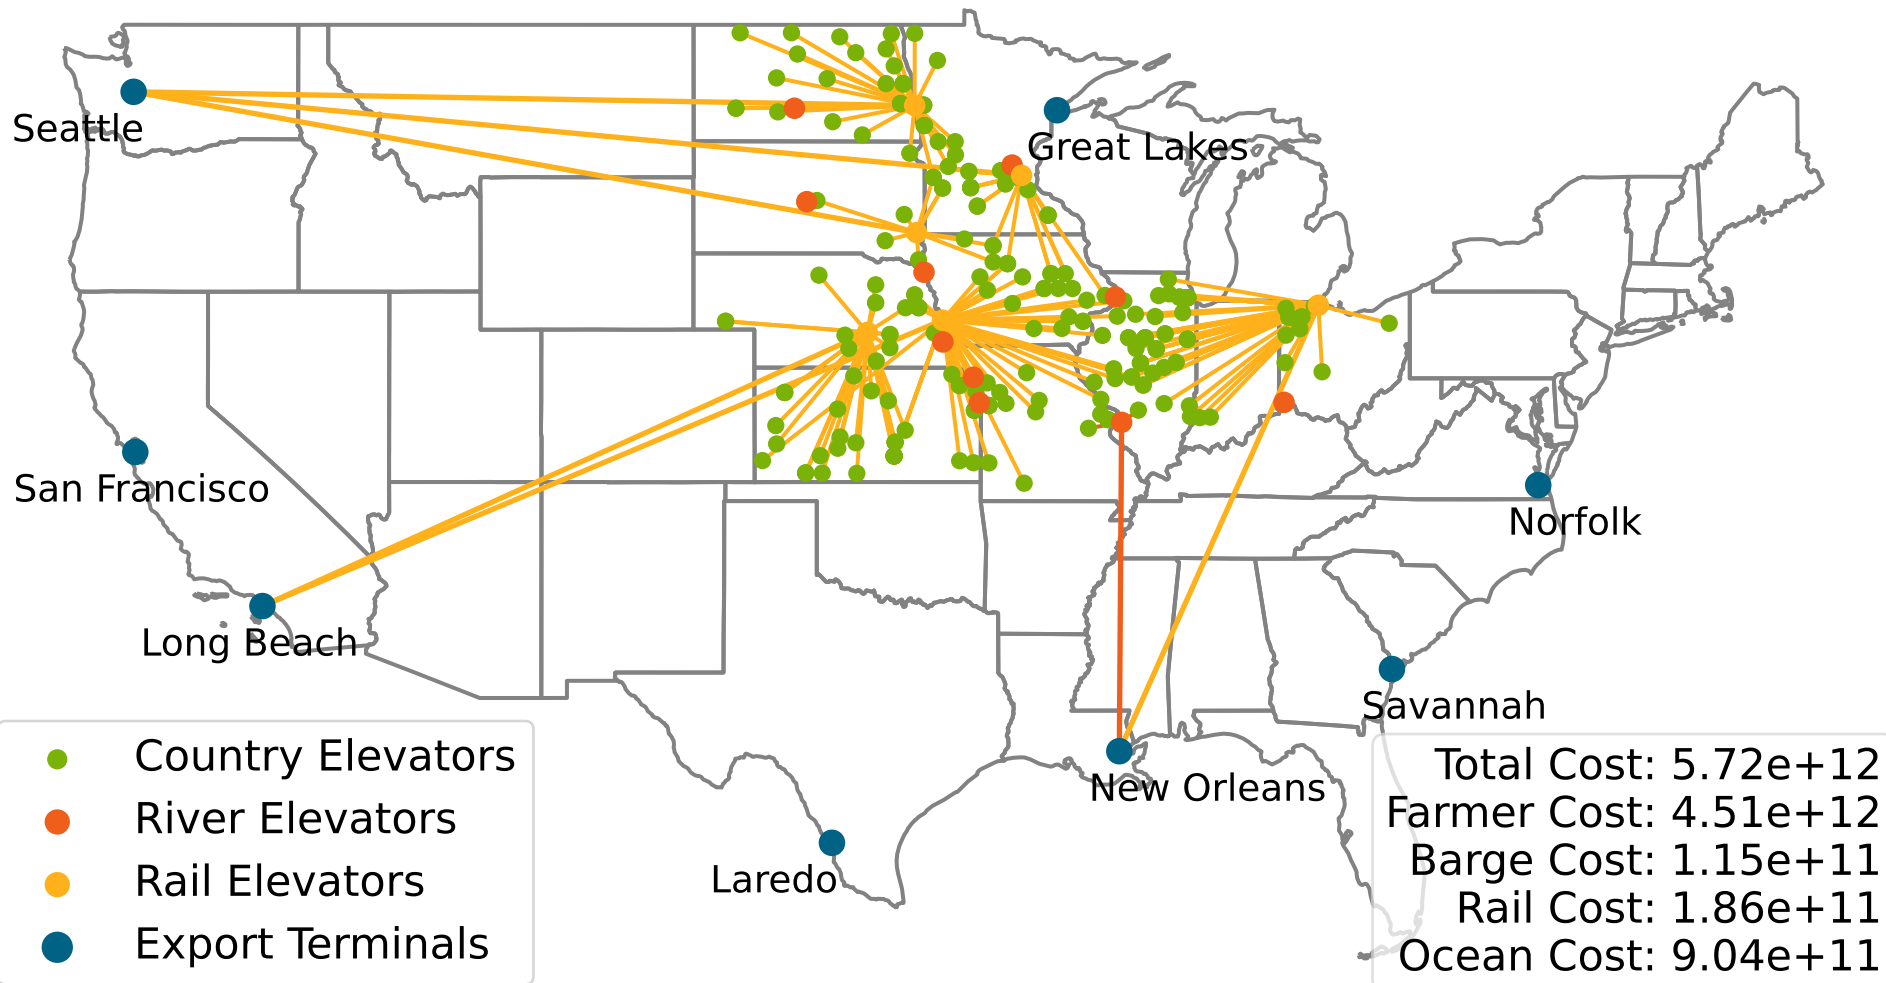 Seattle
Great Lakes
San Francisco
Norfolk
Long Beach
Savannah
New Orleans
Laredo
Country Elevators
River Elevators
Rail Elevators
Export Terminals
Total Cost: 5.72e+12
Farmer Cost: 4.51e+12
Barge Cost: 1.15e+11
Rail Cost: 1.86e+11
Ocean Cost: 9.04e+11